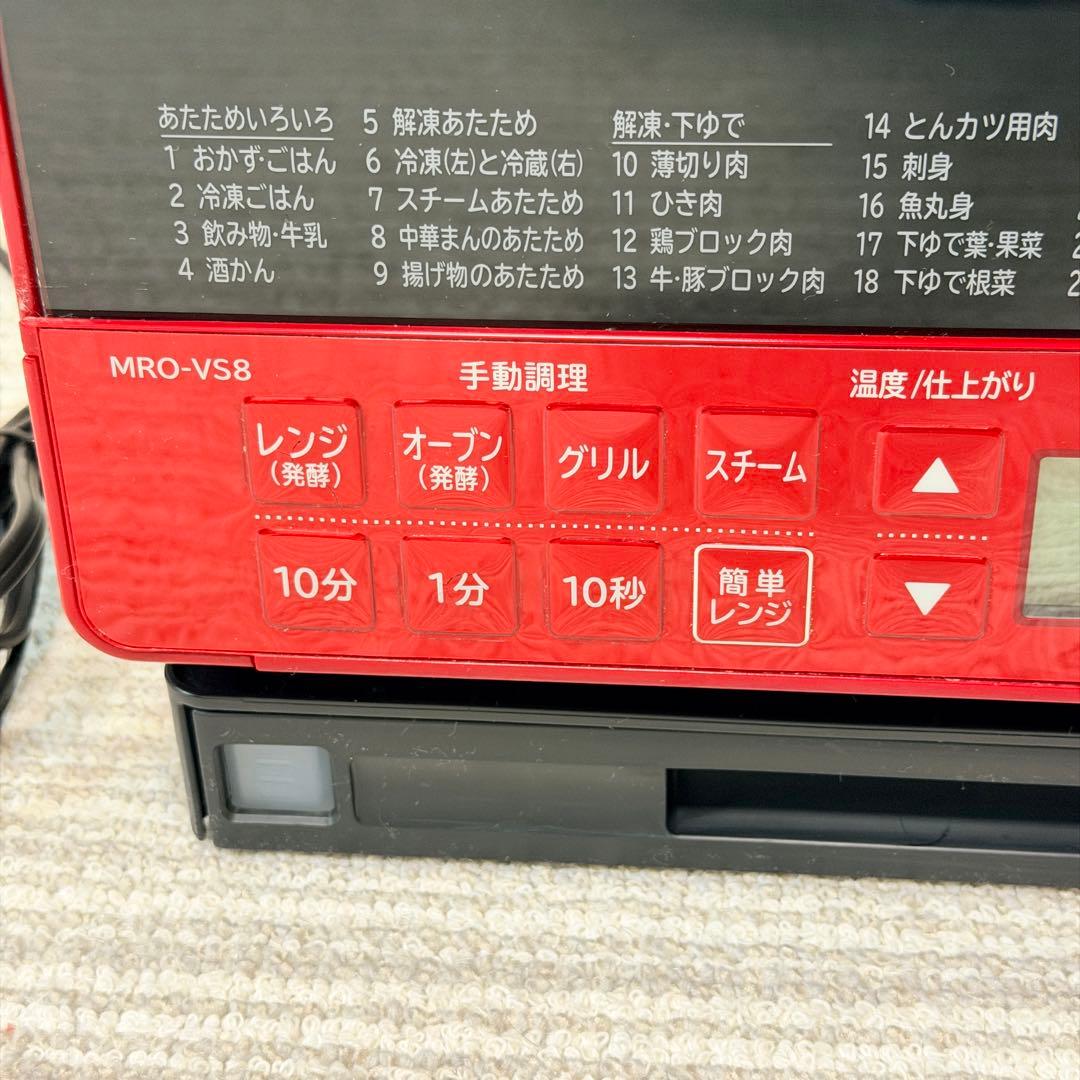 あたためいろいろ
1 おかず・ごはん
2 冷凍ごはん
3 飲み物・牛乳
4 酒かん
5 解凍あたため
6 冷凍(左)と冷蔵(右)
7 スチームあたため
8 中華まんのあたため
9 揚げ物のあたため
解凍・下ゆで
10 薄切り肉
11 ひき肉
12 鶏ブロック肉
13 牛・豚ブロック肉
14 とんカツ用肉
15 刺身
16 魚丸身
17 下ゆで葉・果菜
18 下ゆで根菜
MRO-VS8
手動調理
温度/仕上がり
レンジ
(発酵)
オーブン
(発酵)
グリル
スチーム
▲
10分
1分
10秒
簡単
レンジ
▼